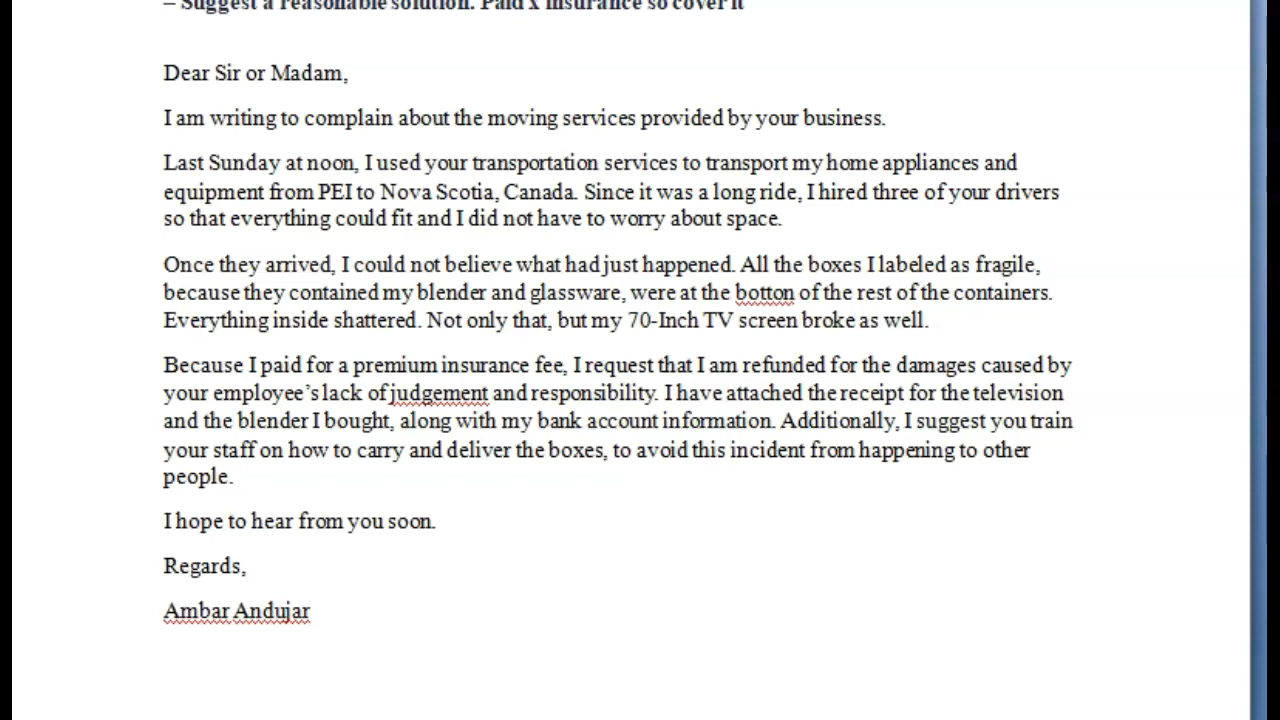 – Suggest a reasonable solution. Paid x insurance so cover it
Dear Sir or Madam,
I am writing to complain about the moving services provided by your business.
Last Sunday at noon, I used your transportation services to transport my home appliances and
equipment from PEI to Nova Scotia, Canada. Since it was a long ride, I hired three of your drivers
so that everything could fit and I did not have to worry about space.
Once they arrived, I could not believe what had just happened. All the boxes I labeled as fragile,
because they contained my blender and glassware, were at the botton of the rest of the containers.
Everything inside shattered. Not only that, but my 70-Inch TV screen broke as well.
Because I paid for a premium insurance fee, I request that I am refunded for the damages caused by
your employee’s lack of judgement and responsibility. I have attached the receipt for the television
and the blender I bought, along with my bank account information. Additionally, I suggest you train
your staff on how to carry and deliver the boxes, to avoid this incident from happening to other
people.
I hope to hear from you soon.
Regards,
Ambar Andujar